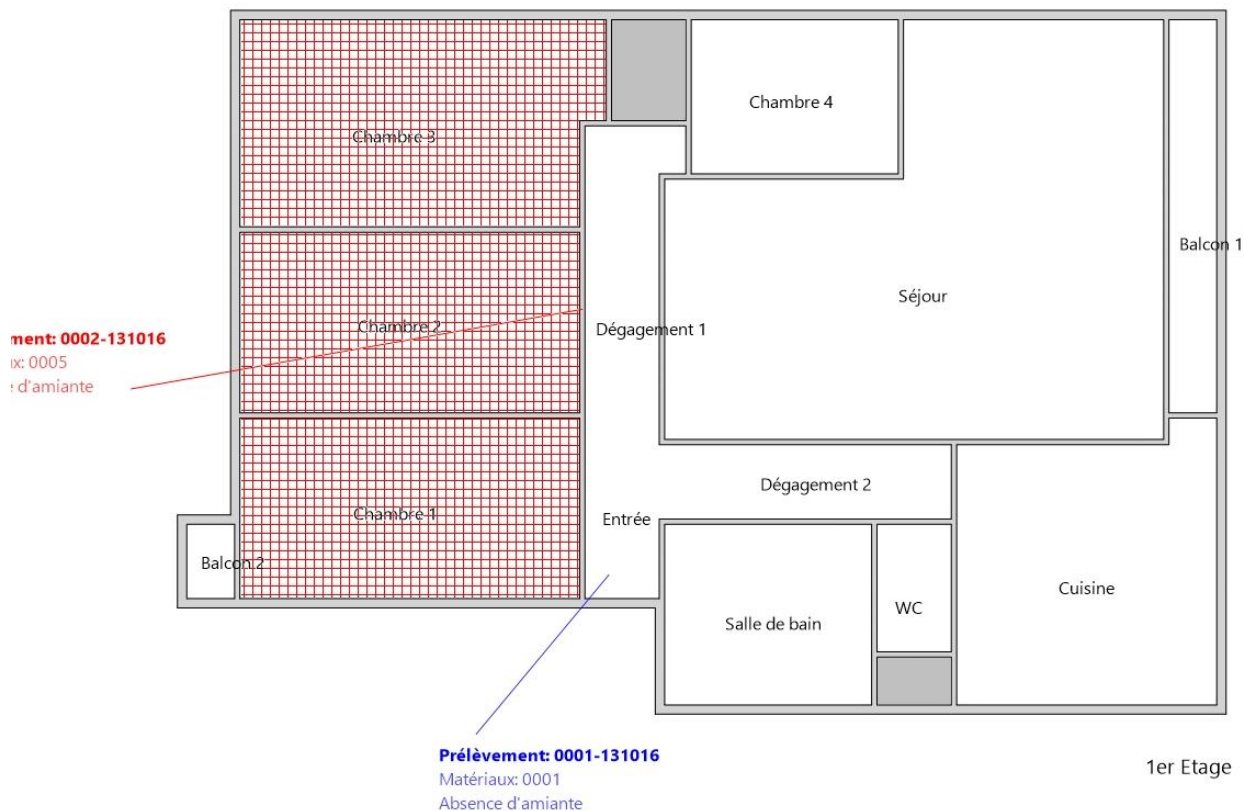 Chambre 4
Chambre 3
Balcon 1
Séjour
Chambre 2
Dégagement 1
ment: 0002-131016
ux: 0005
e d'amiante
Dégagement 2
Chambre 1
Entrée
Balcon 2
Cuisine
WC
Salle de bain
Prélèvement: 0001-131016
Matériaux: 0001
Absence d'amiante
1er Etage